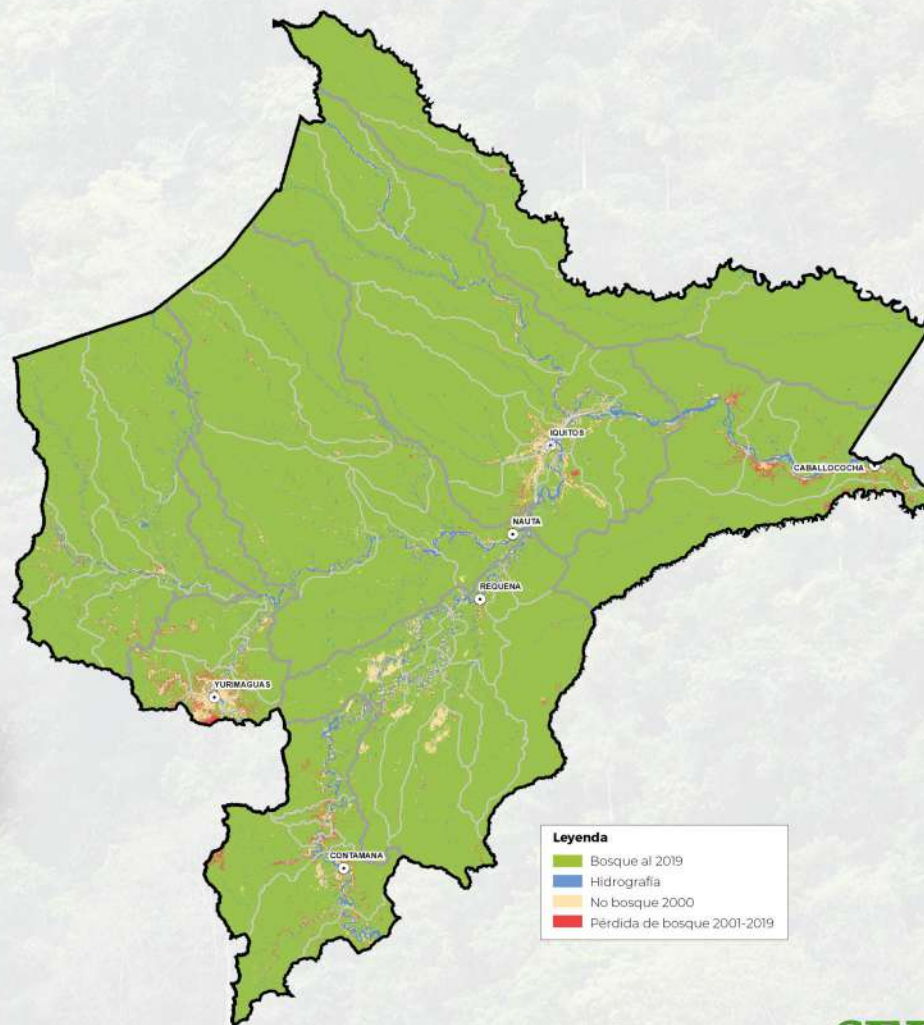 IQUITOS
CABALLOCOCHA
NAUTA
REQUENA
YURIMAGUAS
CONTAMANA
Leyenda
Bosque al 2019
Hidrografía
No bosque 2000
Pérdida de bosque 2001-2019